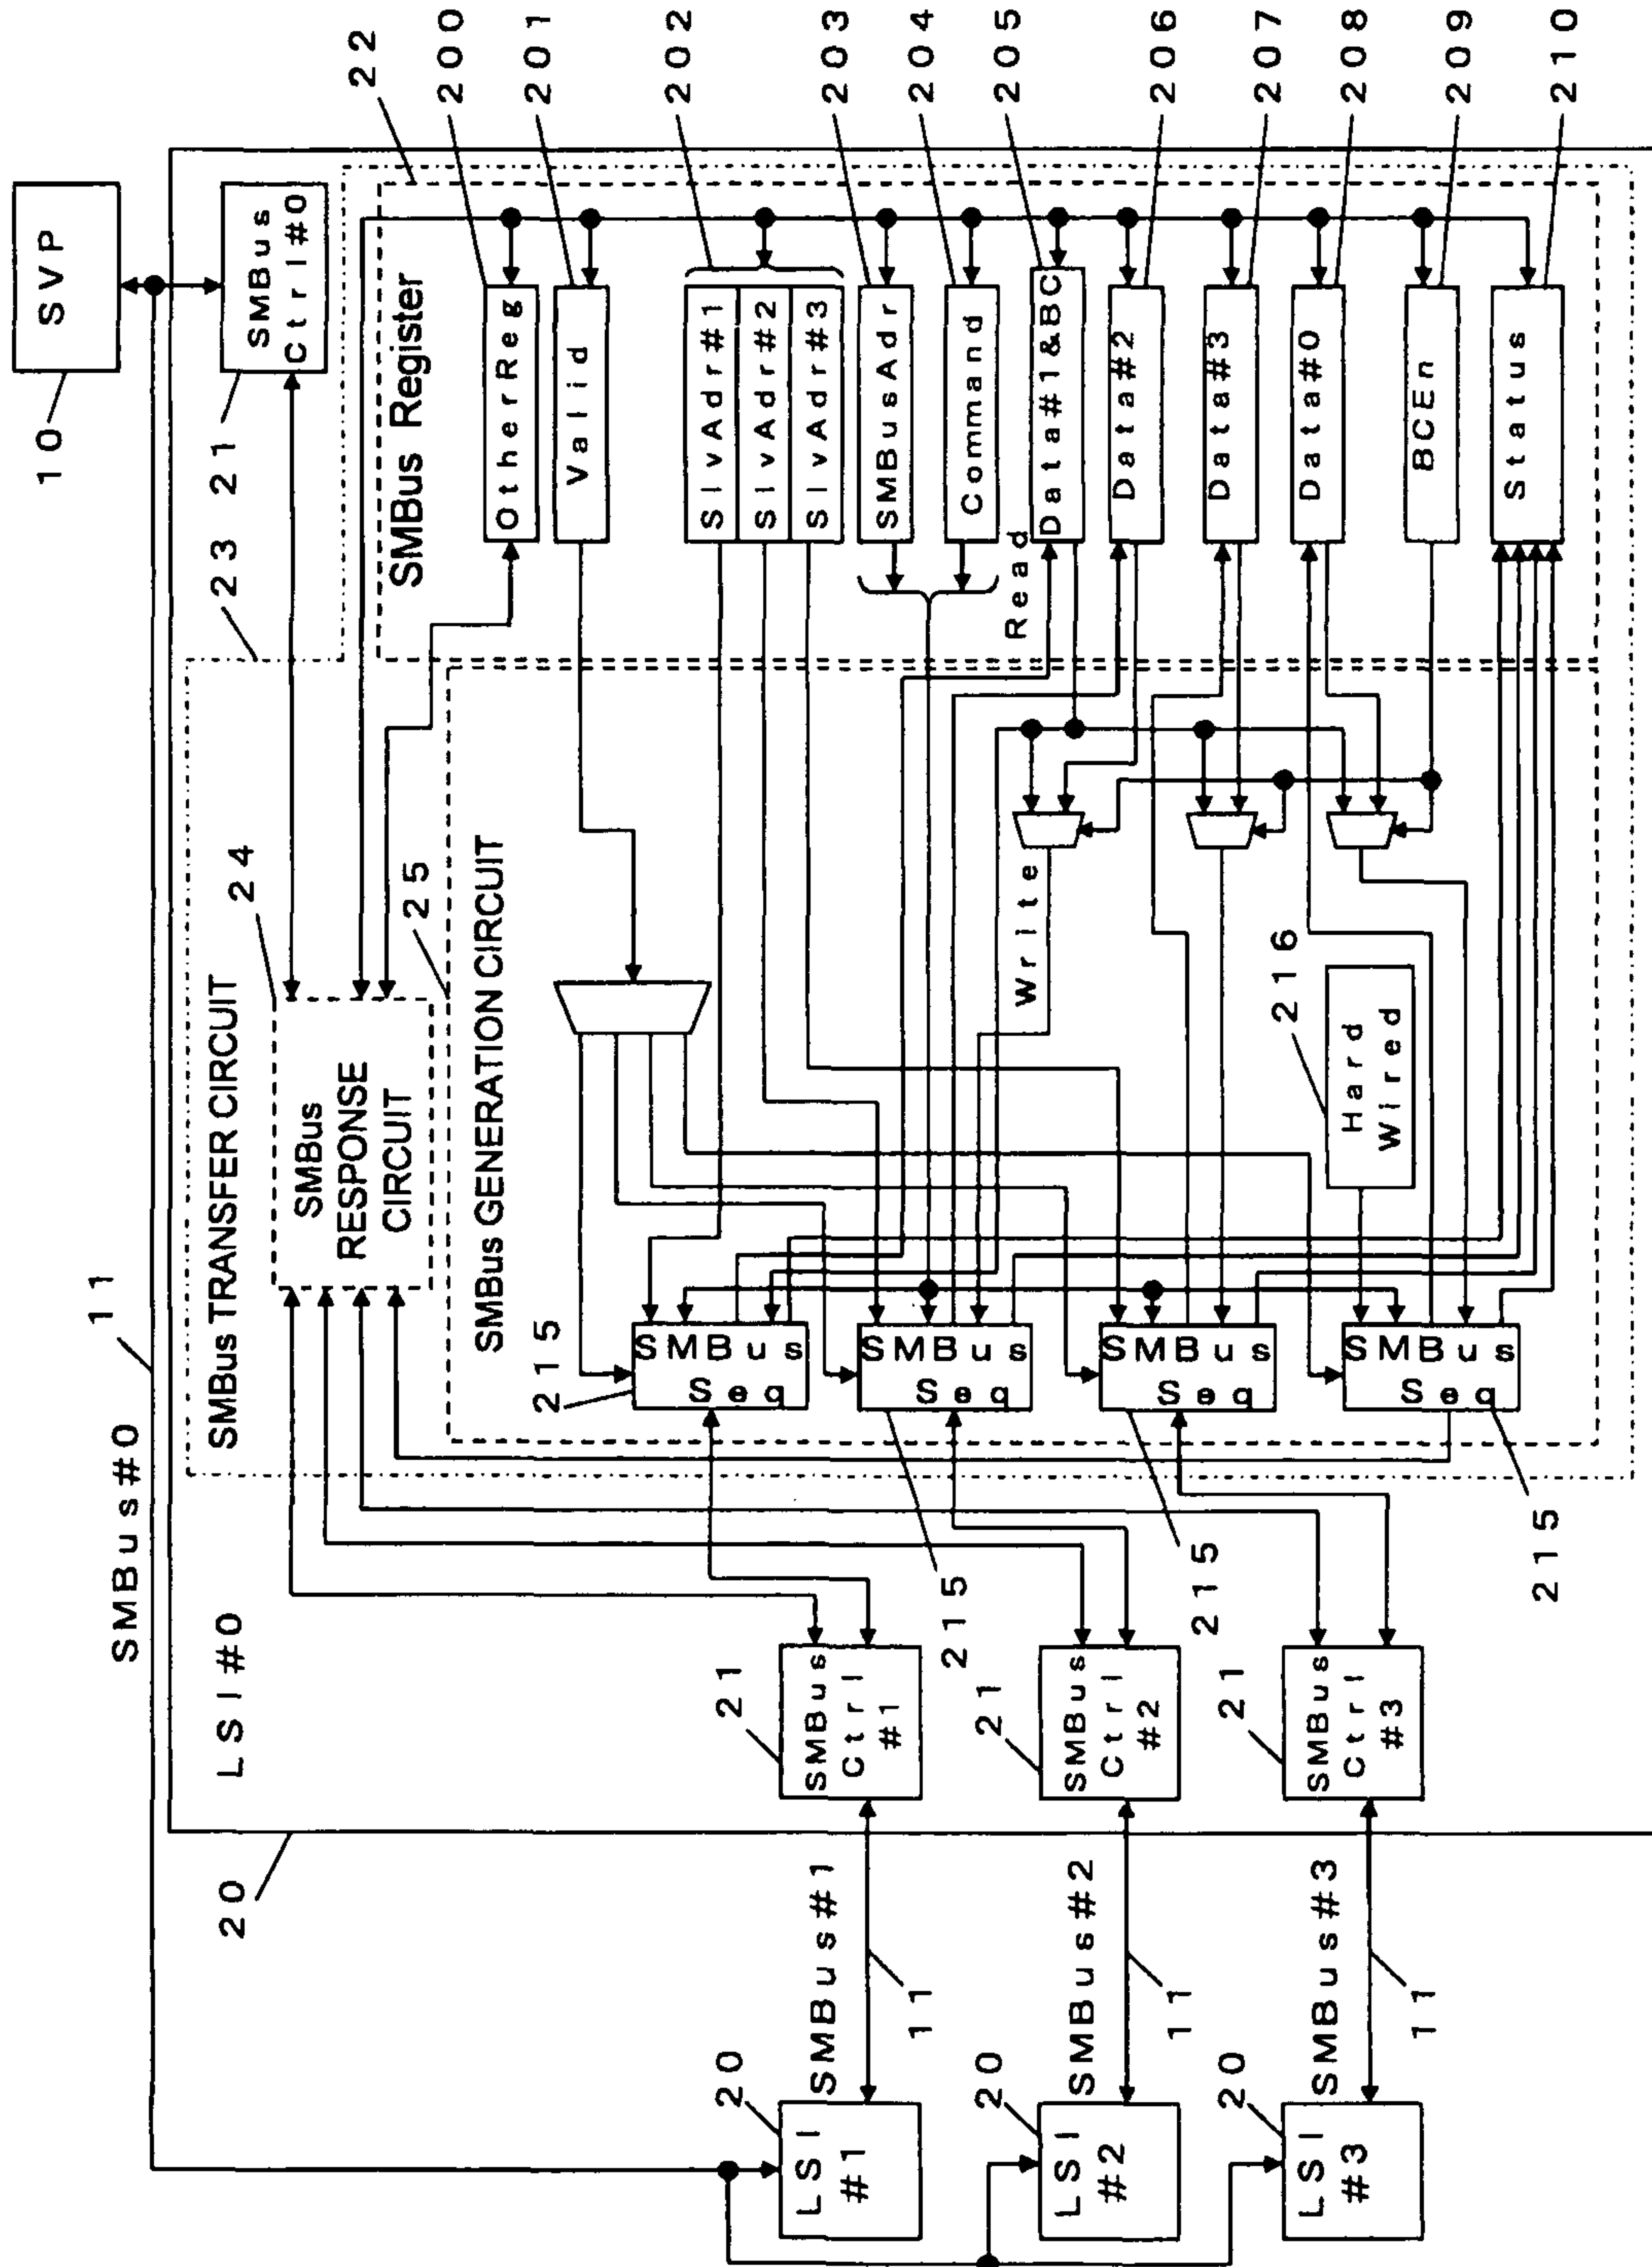 SMBus#0
11
SVP
10
SMBus
Ctrl#0
21
23
LSI#0
20
SMBus TRANSFER CIRCUIT
24
SMBus
RESPONSE
CIRCUIT
25
SMBus GENERATION CIRCUIT
SMBus Register
22
OtherReg
200
Valid
201
SlvAdr#1
SlvAdr#2
SlvAdr#3
202
SMBusAdr
203
Command
204
Read
Data#1&BC
205
Data#2
206
Data#3
207
Data#0
208
BCEn
209
Status
210
Write
Hard
Wired
216
215
SMBus
Seq
SMBus
Seq
215
SMBus
Seq
215
SMBus
Seq
215
21
SMBus
Ctrl
#1
21
SMBus
Ctrl
#2
21
SMBus
Ctrl
#3
SMBus#1
11
SMBus#2
11
SMBus#3
11
20
LSI
#1
20
LSI
#2
20
LSI
#3